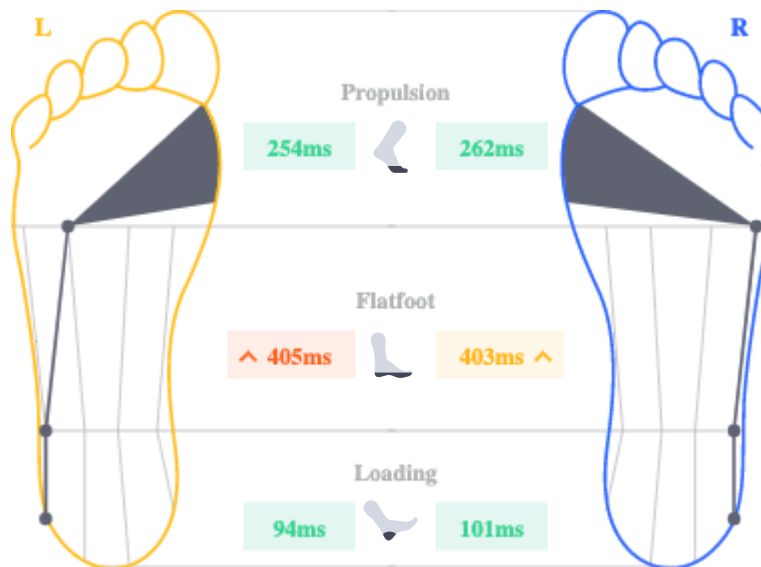 L R
Propulsion
254ms 262ms
Flatfoot
405ms 403ms
Loading
94ms 101ms